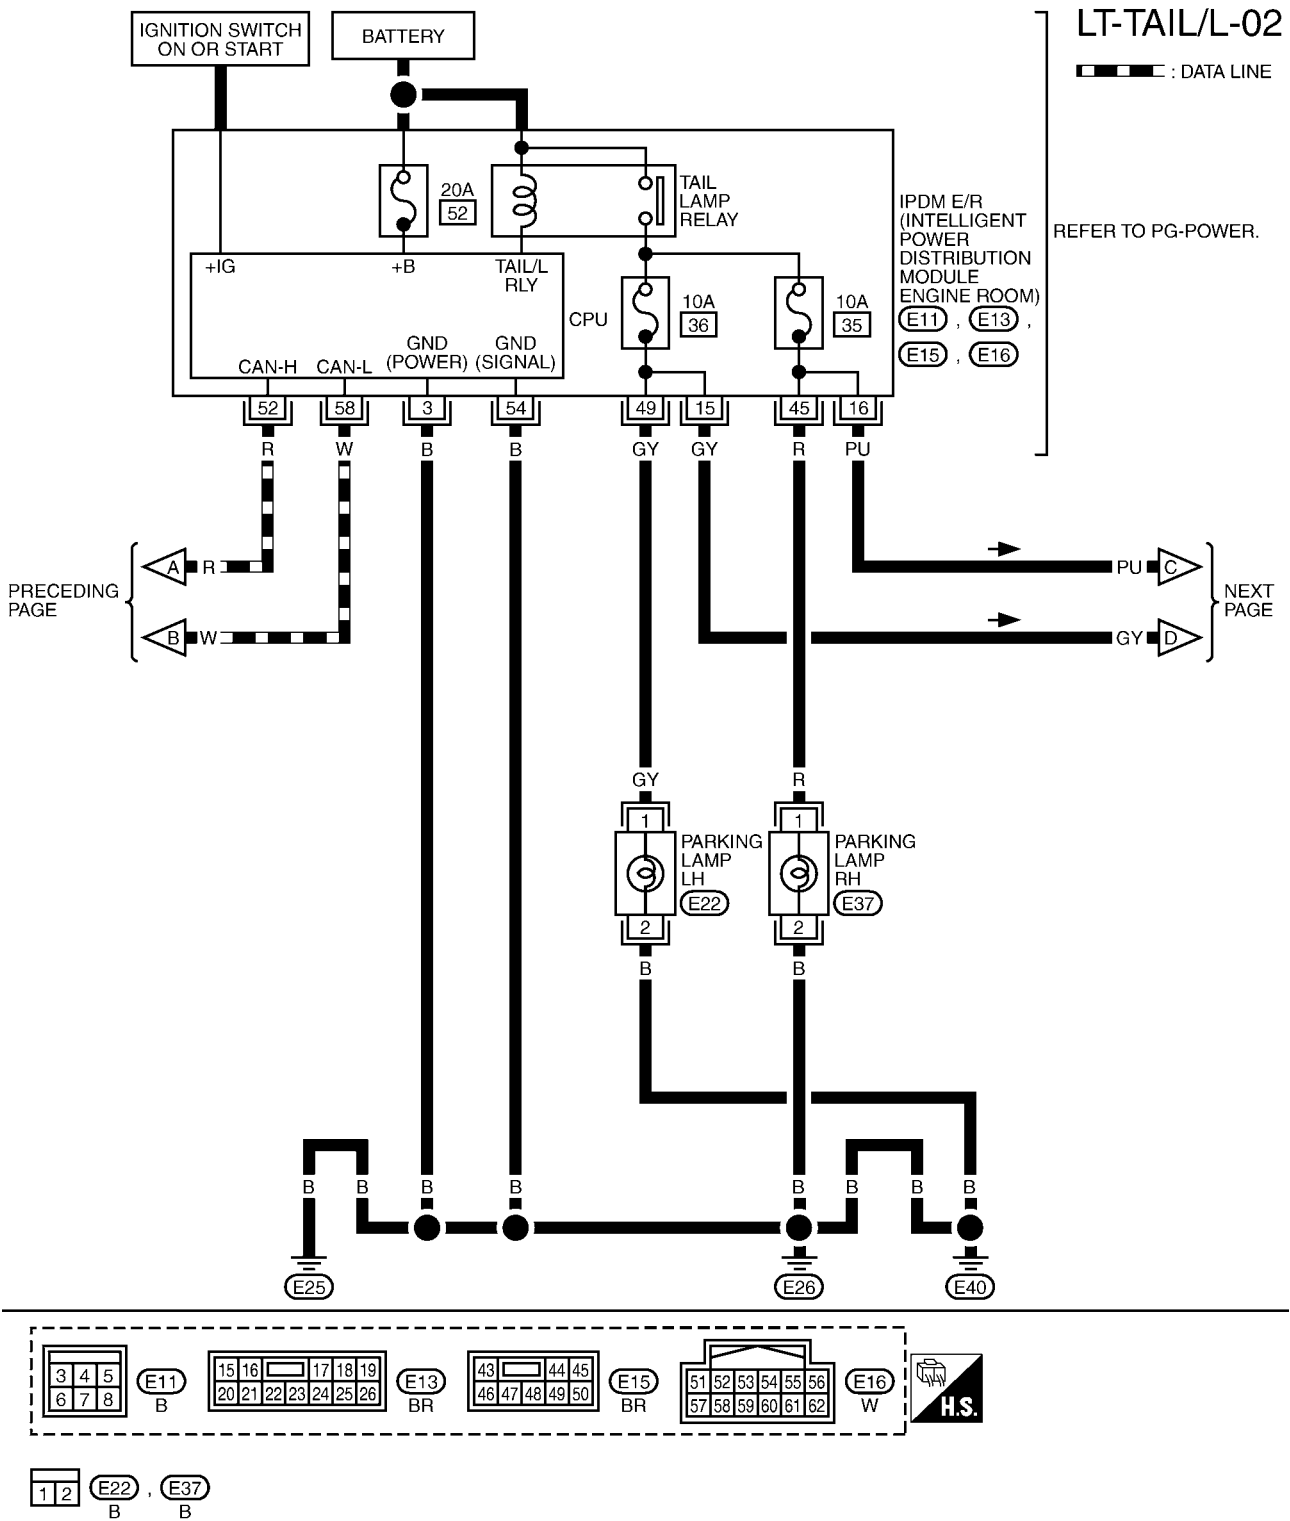 LT-TAIL/L-02
: DATA LINE
IGNITION SWITCH
ON OR START
BATTERY
20A
52
TAIL
LAMP
RELAY
IPDM E/R
(INTELLIGENT
POWER
DISTRIBUTION
MODULE
ENGINE ROOM)
E11 , E13 ,
E15 , E16
REFER TO PG-POWER.
+IG
+B
TAIL/L
RLY
CPU
10A
36
10A
35
CAN-H
CAN-L
GND
(POWER)
GND
(SIGNAL)
52
58
3
54
49
15
45
16
R
W
B
B
GY
GY
R
PU
PRECEDING
PAGE
A
R
B
W
PU
C
GY
D
NEXT
PAGE
GY
R
1
PARKING
LAMP
LH
E22
2
1
PARKING
LAMP
RH
E37
2
B
B
B
B
B
B
B
B
B
B
E25
E26
E40
3 4 5
6 7 8
E11
B
15 16 17 18 19
20 21 22 23 24 25 26
E13
BR
43 44 45
46 47 48 49 50
E15
BR
51 52 53 54 55 56
57 58 59 60 61 62
E16
W
H.S.
1 2
E22 , E37
B
B